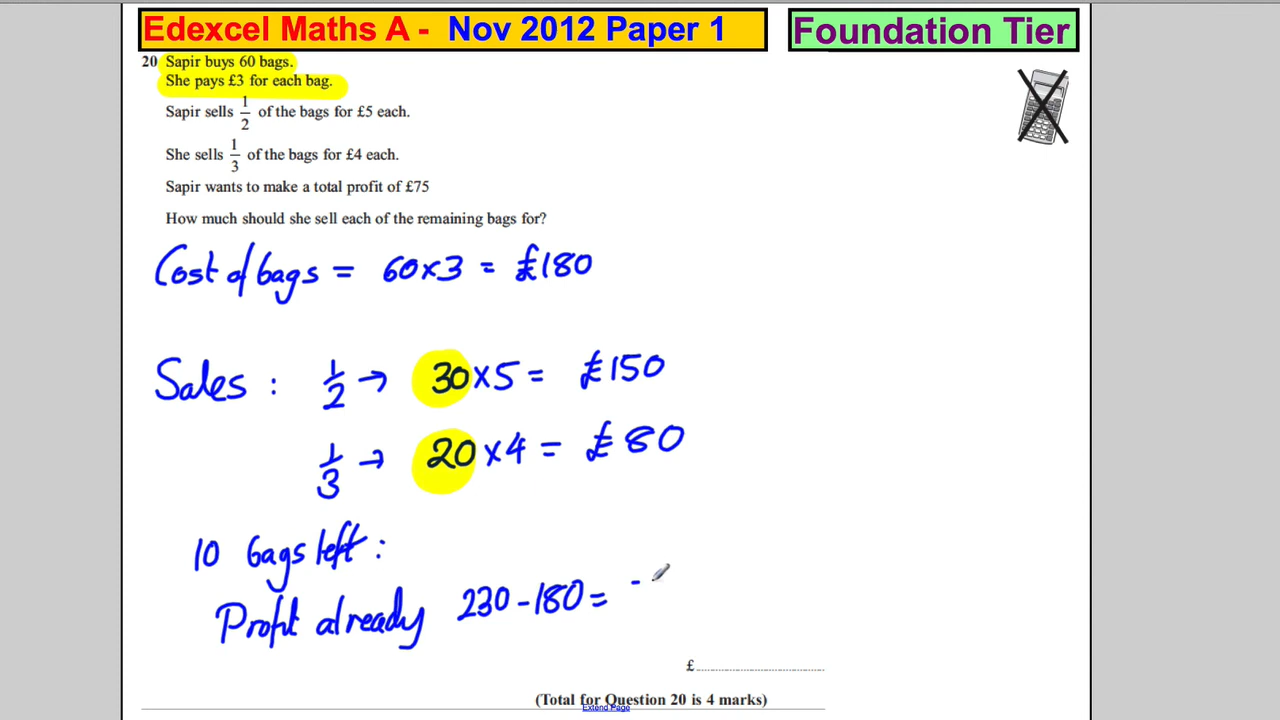 Edexcel Maths A - Nov 2012 Paper 1
Foundation Tier
20 Sapir buys 60 bags.
She pays £3 for each bag.
Sapir sells 1/2 of the bags for £5 each.
She sells 1/3 of the bags for £4 each.
Sapir wants to make a total profit of £75
How much should she sell each of the remaining bags for?
Cost of bags = 60×3 = £180
Sales : 1/2 → 30×5 = £150
1/3 → 20×4 = £80
10 bags left :
Profit already 230-180=
£
(Total for Question 20 is 4 marks)
Extend Page